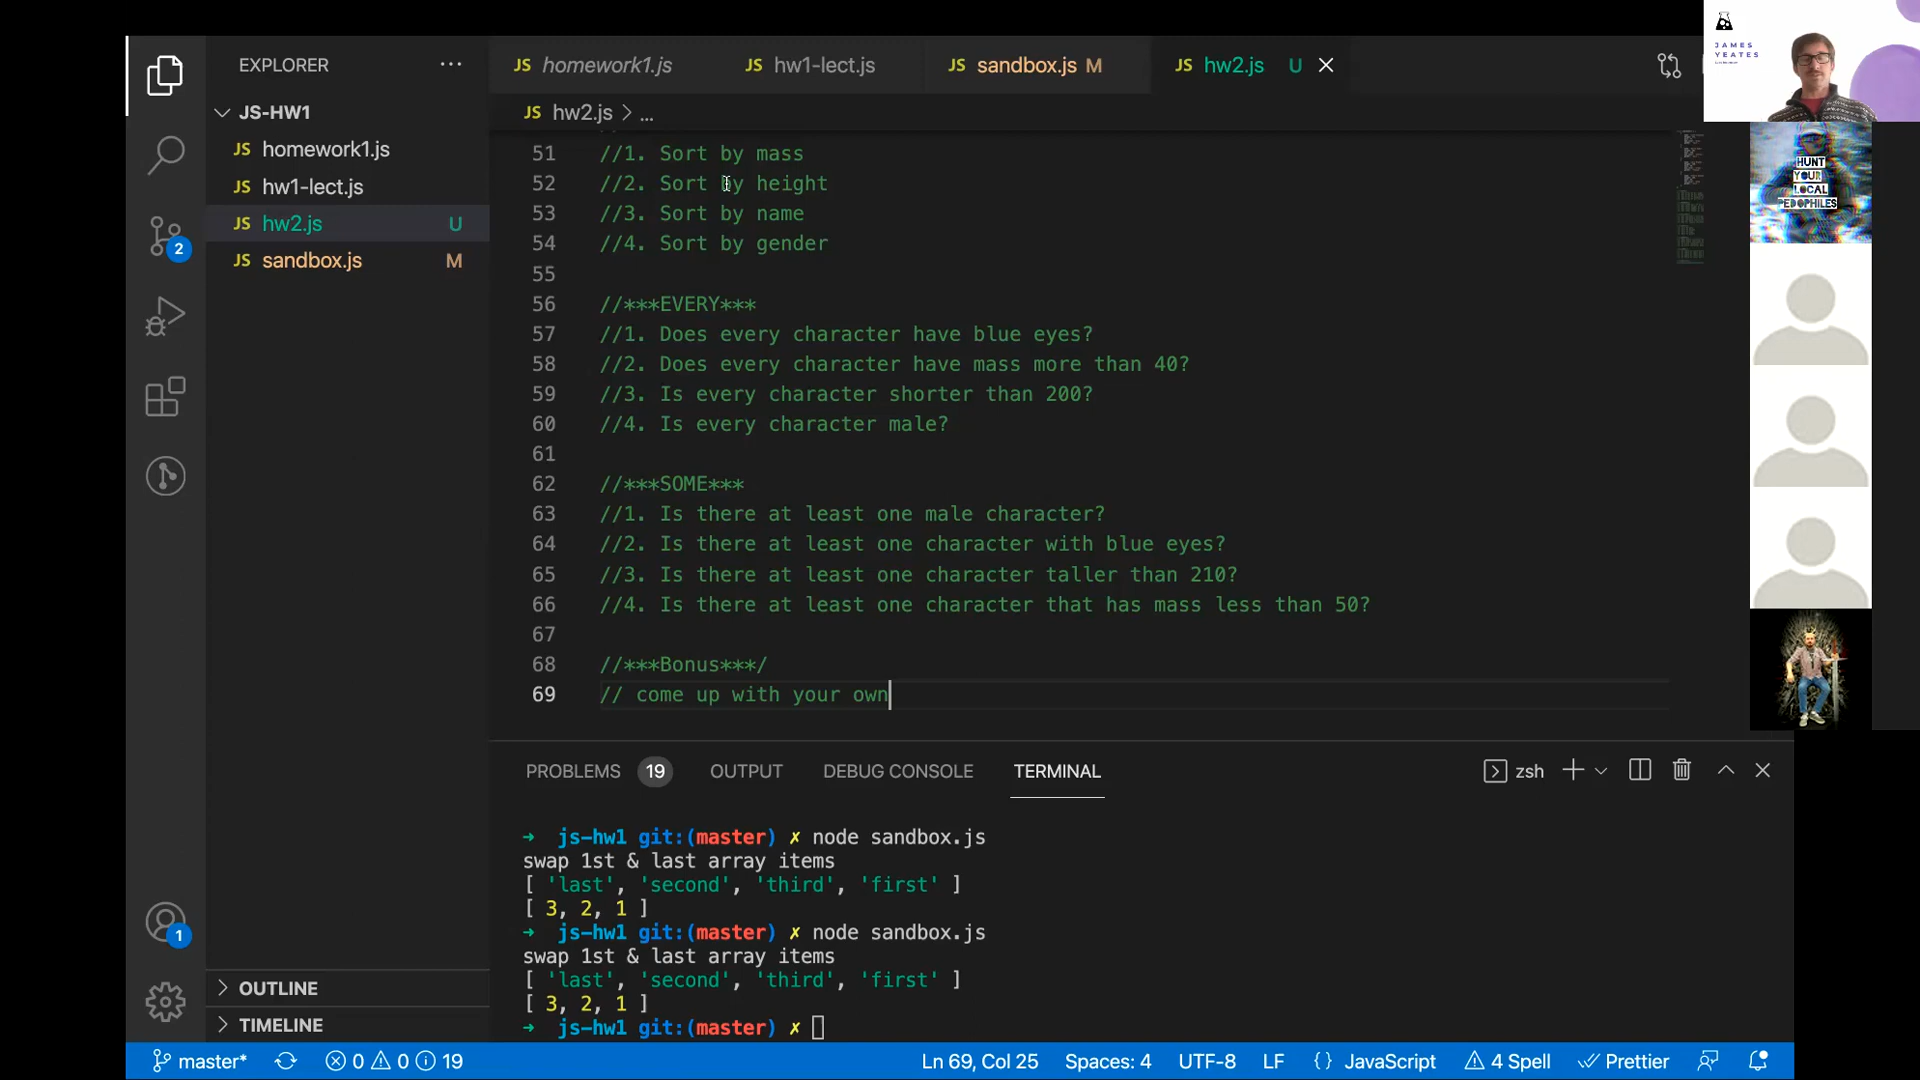 EXPLORER
JS-HW1
JS homework1.js
JS hw1-lect.js
JS hw2.js U
JS sandbox.js M
OUTLINE
TIMELINE
2
1
JS homework1.js
JS hw1-lect.js
JS sandbox.js M
JS hw2.js U
JS hw2.js > ...
51 //1. Sort by mass
52 //2. Sort by height
53 //3. Sort by name
54 //4. Sort by gender
55
56 //***EVERY***
57 //1. Does every character have blue eyes?
58 //2. Does every character have mass more than 40?
59 //3. Is every character shorter than 200?
60 //4. Is every character male?
61
62 //***SOME***
63 //1. Is there at least one male character?
64 //2. Is there at least one character with blue eyes?
65 //3. Is there at least one character taller than 210?
66 //4. Is there at least one character that has mass less than 50?
67
68 //***Bonus***/
69 // come up with your own
PROBLEMS 19 OUTPUT DEBUG CONSOLE TERMINAL
zsh
➜ js-hw1 git:(master) ✗ node sandbox.js
swap 1st & last array items
[ 'last', 'second', 'third', 'first' ]
[ 3, 2, 1 ]
➜ js-hw1 git:(master) ✗ node sandbox.js
swap 1st & last array items
[ 'last', 'second', 'third', 'first' ]
[ 3, 2, 1 ]
➜ js-hw1 git:(master) ✗
master* 0 0 19
Ln 69, Col 25 Spaces: 4 UTF-8 LF {} JavaScript 4 Spell Prettier
JAMES
YEATES
HUNT
YOUR
LOCAL
PEDOPHILES